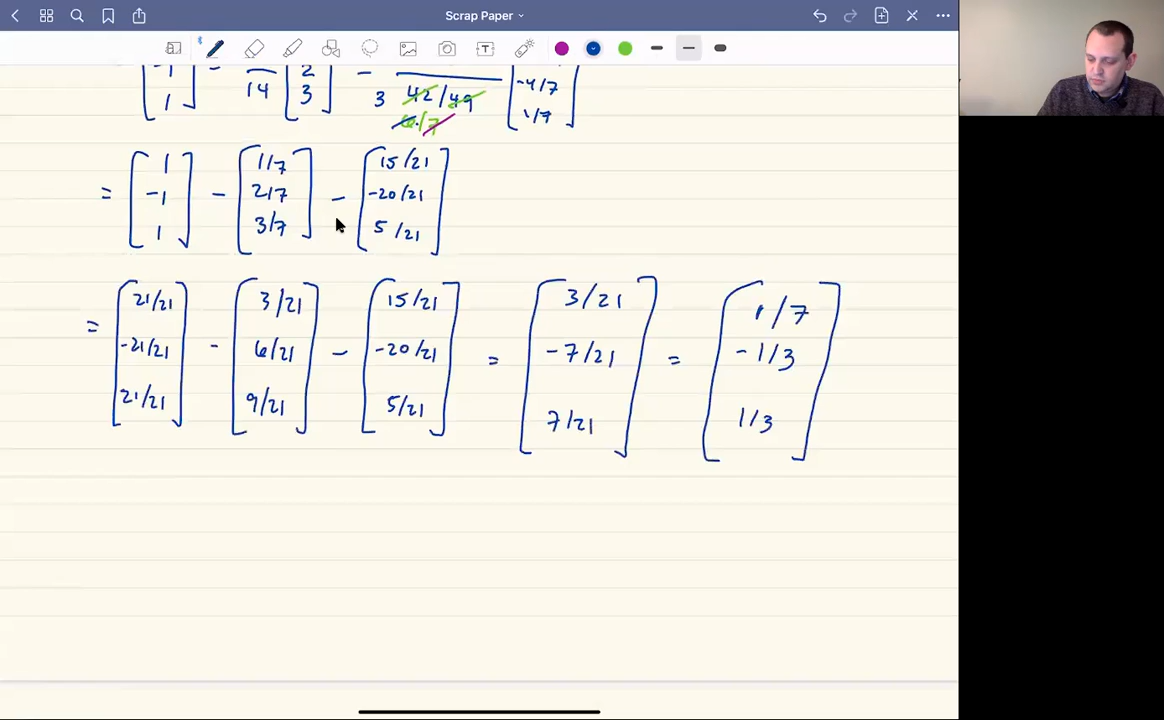 Scrap Paper
[-1 1] = /14 [2 3] - 3 42/49 6/7 [-4/7 1/7]
= [1 -1 1] - [1/7 2/7 3/7] - [15/21 -20/21 5/21]
= [21/21 -21/21 21/21] - [3/21 6/21 9/21] - [15/21 -20/21 5/21] = [3/21 -7/21 7/21] = [1/7 -1/3 1/3]